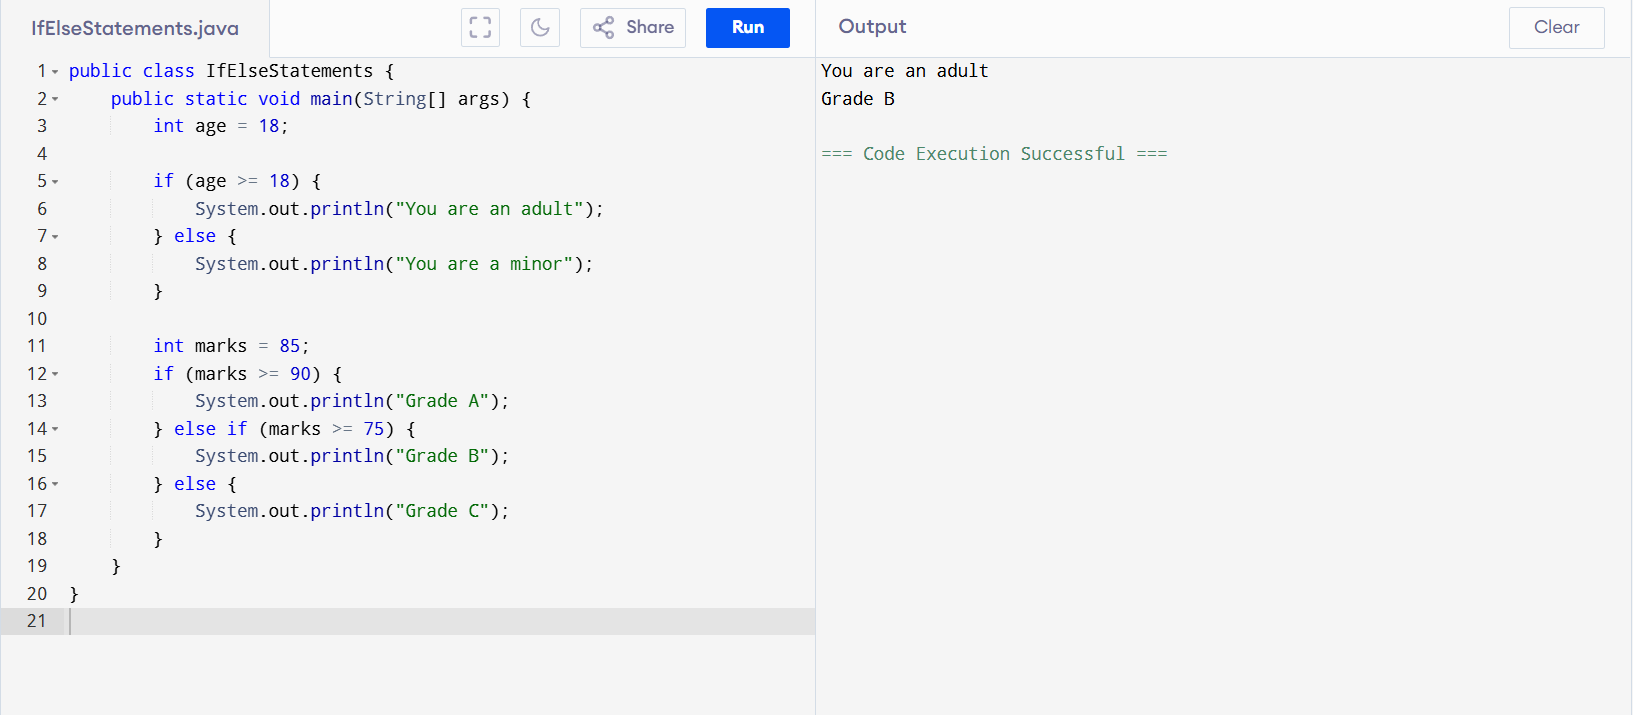 IfElseStatements.java
Share
Run
Output
Clear
1 public class IfElseStatements {
2     public static void main(String[] args) {
3         int age = 18;
4
5         if (age >= 18) {
6             System.out.println("You are an adult");
7         } else {
8             System.out.println("You are a minor");
9         }
10
11         int marks = 85;
12         if (marks >= 90) {
13             System.out.println("Grade A");
14         } else if (marks >= 75) {
15             System.out.println("Grade B");
16         } else {
17             System.out.println("Grade C");
18         }
19     }
20 }
21
You are an adult
Grade B
=== Code Execution Successful ===